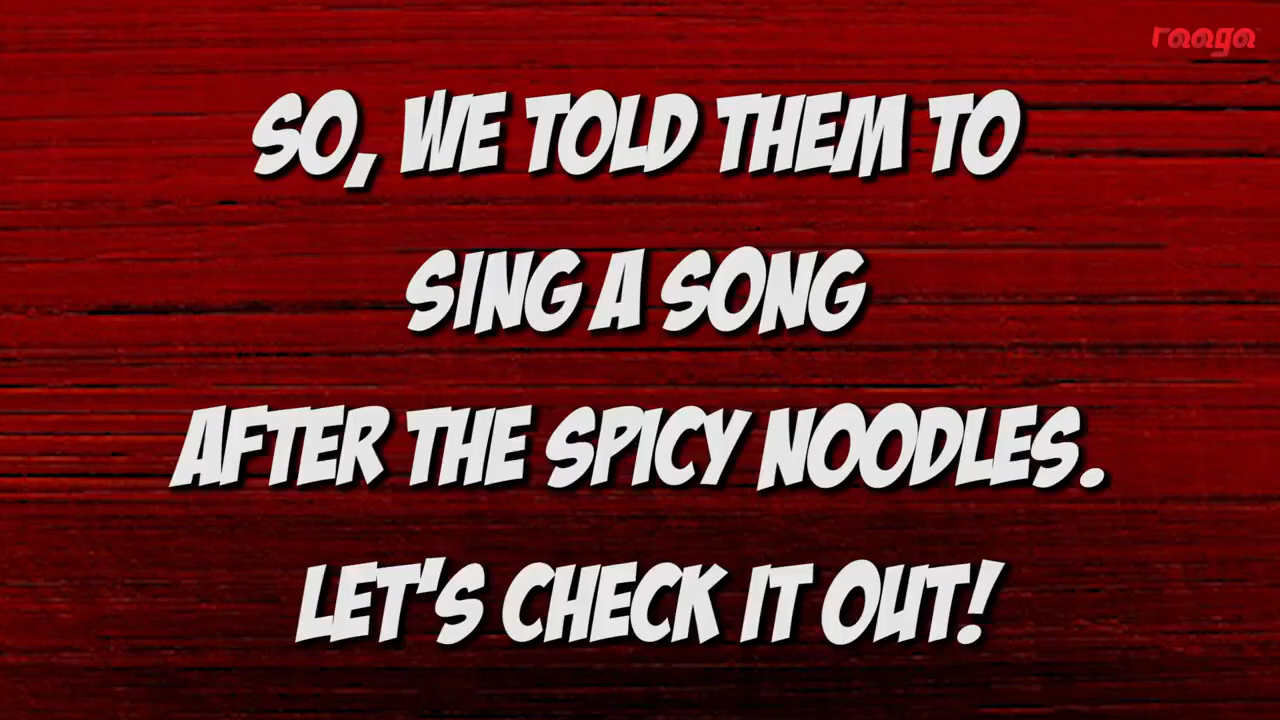 raaga
SO, WE TOLD THEM TO
SING A SONG
AFTER THE SPICY NOODLES.
LET'S CHECK IT OUT!